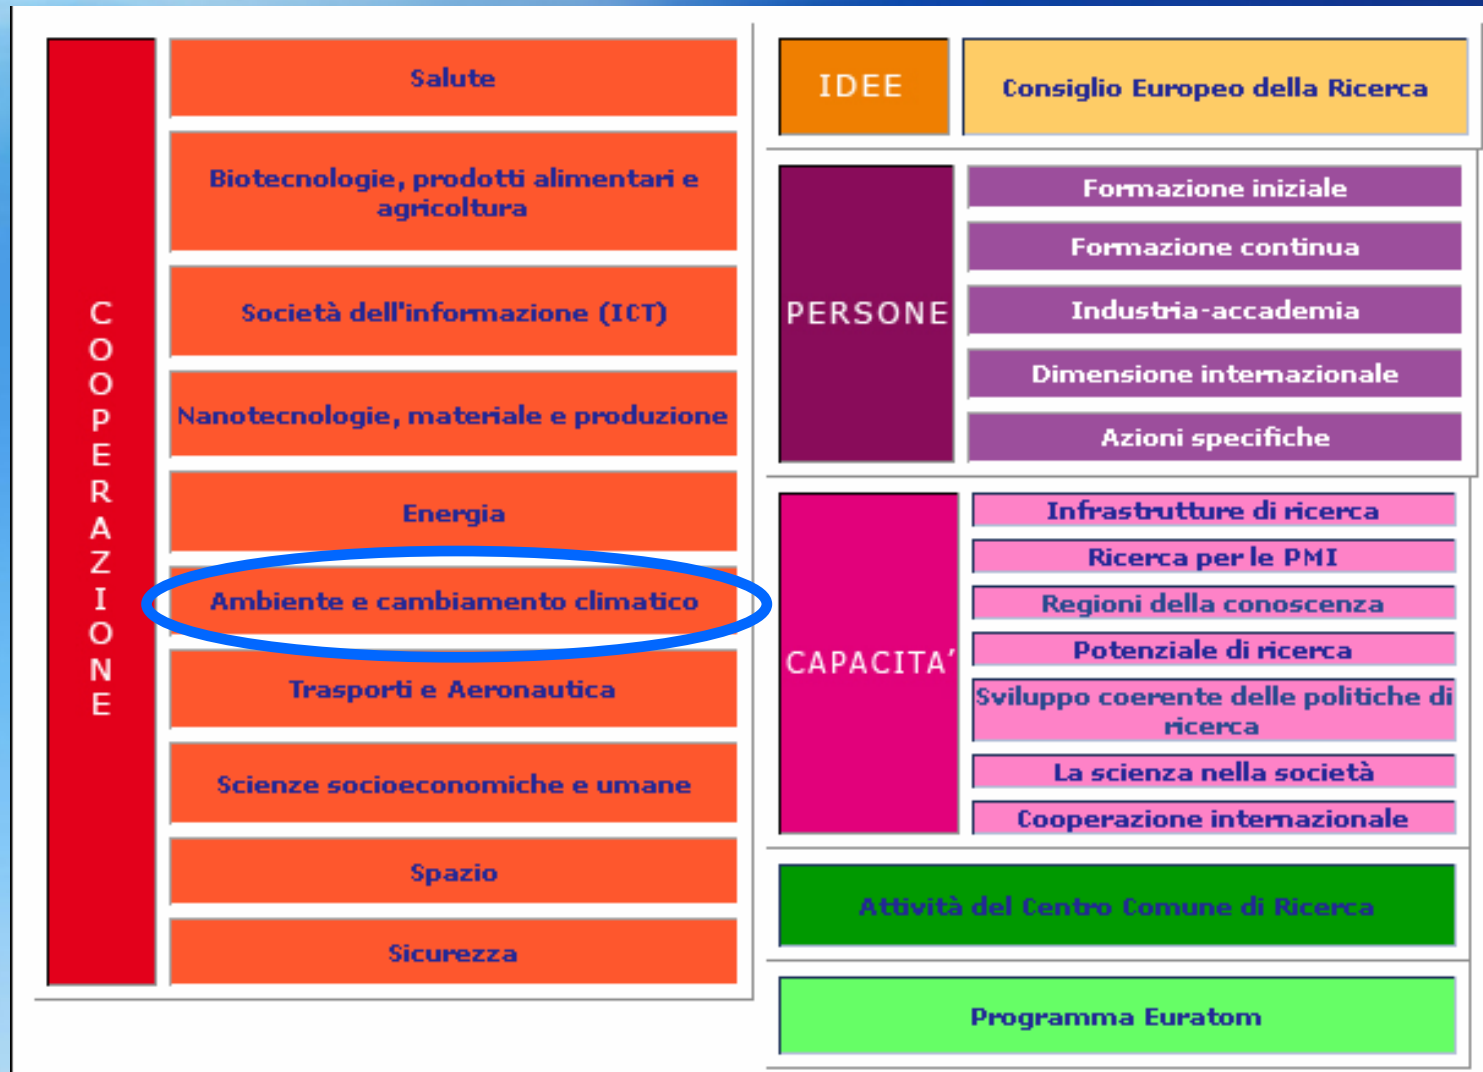 COOPERAZIONE
Salute
Biotecnologie, prodotti alimentari e
agricoltura
Società dell'informazione (ICT)
Nanotecnologie, materiale e produzione
Energia
Ambiente e cambiamento climatico
Trasporti e Aeronautica
Scienze socioeconomiche e umane
Spazio
Sicurezza
IDEE
Consiglio Europeo della Ricerca
PERSONE
Formazione iniziale
Formazione continua
Industria-accademia
Dimensione internazionale
Azioni specifiche
CAPACITA’
Infrastrutture di ricerca
Ricerca per le PMI
Regioni della conoscenza
Potenziale di ricerca
Sviluppo coerente delle politiche di
ricerca
La scienza nella società
Cooperazione internazionale
Attività del Centro Comune di Ricerca
Programma Euratom